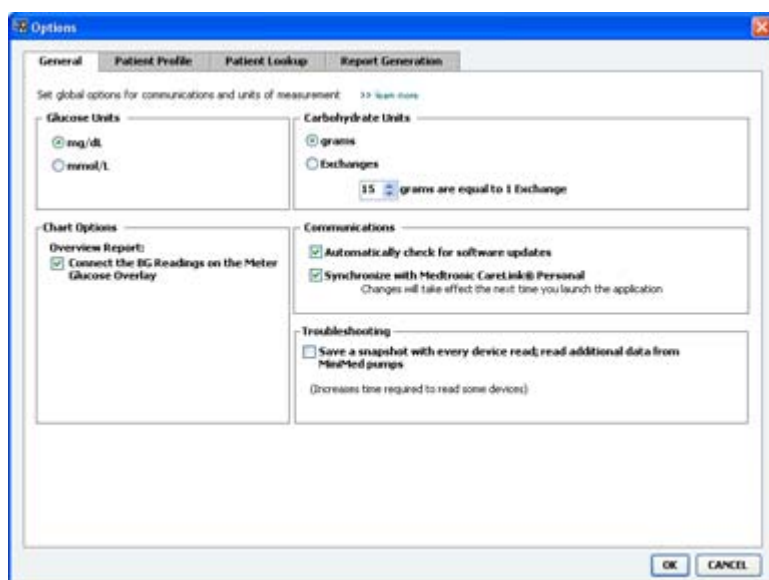 Options
General Patient Profile Patient Lookup Report Generation
Set global options for communications and units of measurement >> learn more
Glucose Units
mg/dL
mmol/L
Carbohydrate Units
grams
Exchanges
15 grams are equal to 1 Exchange
Chart Options
Overview Report:
Connect the BG Readings on the Meter
Glucose Overlay
Communications
Automatically check for software updates
Synchronize with Medtronic CareLink® Personal
Changes will take effect the next time you launch the application
Troubleshooting
Save a snapshot with every device read; read additional data from
MiniMed pumps
(Increases time required to read some devices)
OK CANCEL